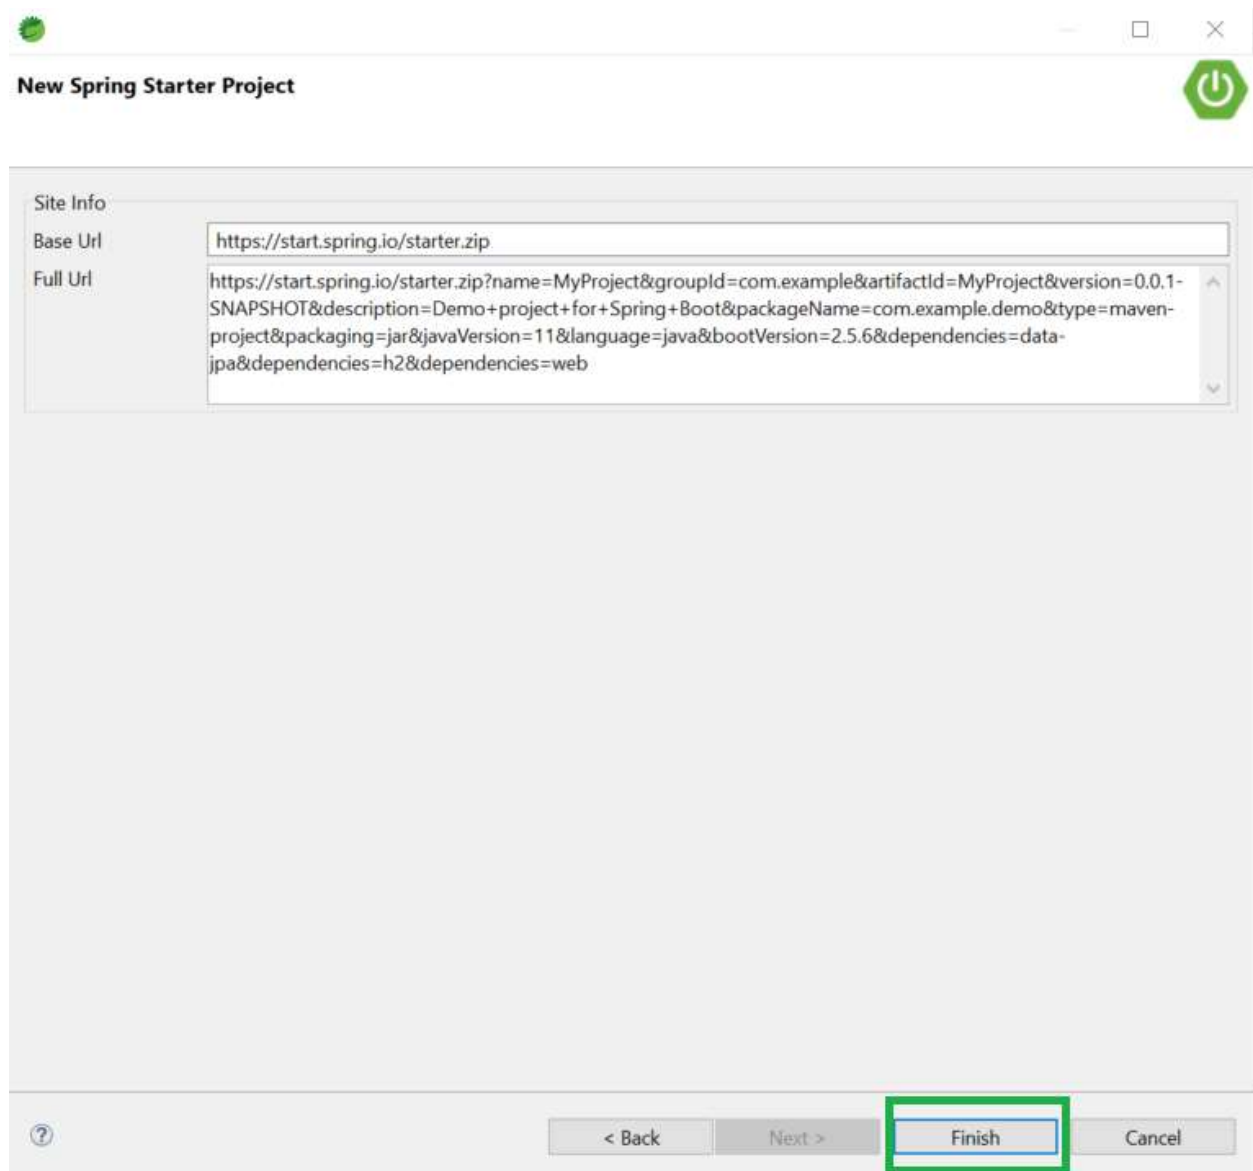 New Spring Starter Project
Site Info
Base Url
https://start.spring.io/starter.zip
Full Url
https://start.spring.io/starter.zip?name=MyProject&groupId=com.example&artifactId=MyProject&version=0.0.1-
SNAPSHOT&description=Demo+project+for+Spring+Boot&packageName=com.example.demo&type=maven-
project&packaging=jar&javaVersion=11&language=java&bootVersion=2.5.6&dependencies=data-
jpa&dependencies=h2&dependencies=web
?
< Back
Next >
Finish
Cancel